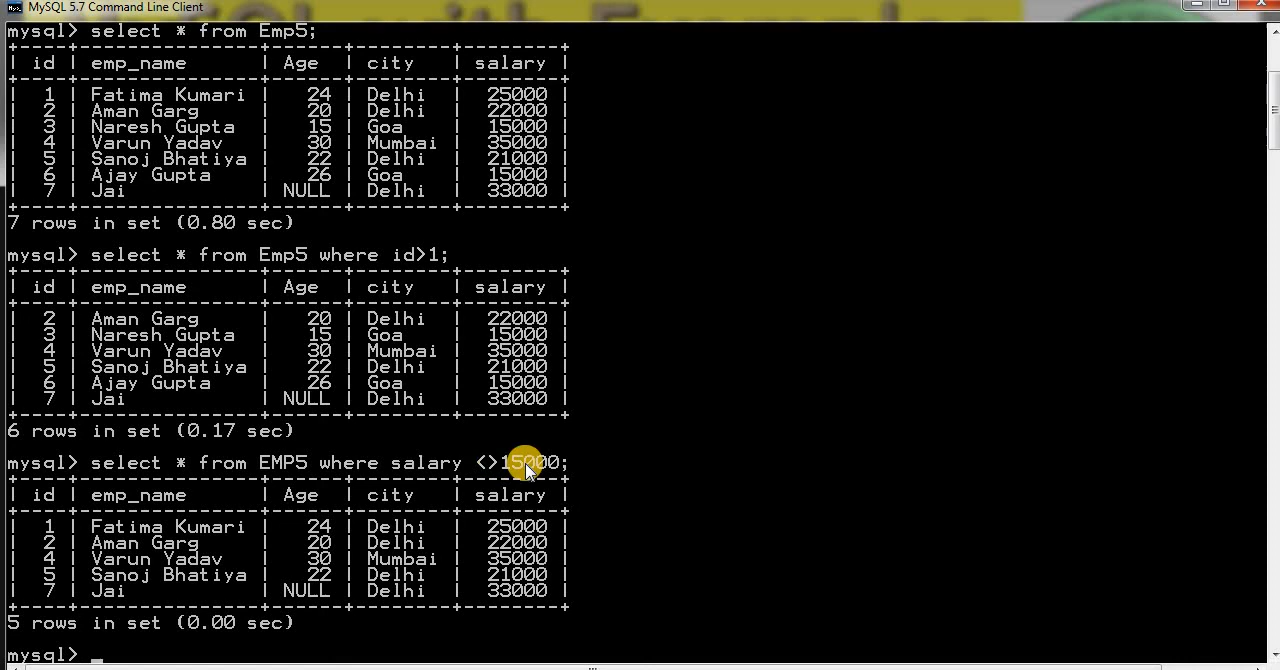 MySQL 5.7 Command Line Client
mysql> select * from Emp5;
+----+---------------+------+--------+--------+
| id | emp_name | Age | city | salary |
+----+---------------+------+--------+--------+
| 1 | Fatima Kumari | 24 | Delhi | 25000 |
| 2 | Aman Garg | 20 | Delhi | 22000 |
| 3 | Naresh Gupta | 15 | Goa | 15000 |
| 4 | Varun Yadav | 30 | Mumbai | 35000 |
| 5 | Sanoj Bhatiya | 22 | Delhi | 21000 |
| 6 | Ajay Gupta | 26 | Goa | 15000 |
| 7 | Jai | NULL | Delhi | 33000 |
+----+---------------+------+--------+--------+
7 rows in set (0.80 sec)
mysql> select * from Emp5 where id>1;
+----+---------------+------+--------+--------+
| id | emp_name | Age | city | salary |
+----+---------------+------+--------+--------+
| 2 | Aman Garg | 20 | Delhi | 22000 |
| 3 | Naresh Gupta | 15 | Goa | 15000 |
| 4 | Varun Yadav | 30 | Mumbai | 35000 |
| 5 | Sanoj Bhatiya | 22 | Delhi | 21000 |
| 6 | Ajay Gupta | 26 | Goa | 15000 |
| 7 | Jai | NULL | Delhi | 33000 |
+----+---------------+------+--------+--------+
6 rows in set (0.17 sec)
mysql> select * from EMP5 where salary <>15000;
+----+---------------+------+--------+--------+
| id | emp_name | Age | city | salary |
+----+---------------+------+--------+--------+
| 1 | Fatima Kumari | 24 | Delhi | 25000 |
| 2 | Aman Garg | 20 | Delhi | 22000 |
| 4 | Varun Yadav | 30 | Mumbai | 35000 |
| 5 | Sanoj Bhatiya | 22 | Delhi | 21000 |
| 7 | Jai | NULL | Delhi | 33000 |
+----+---------------+------+--------+--------+
5 rows in set (0.00 sec)
mysql> _